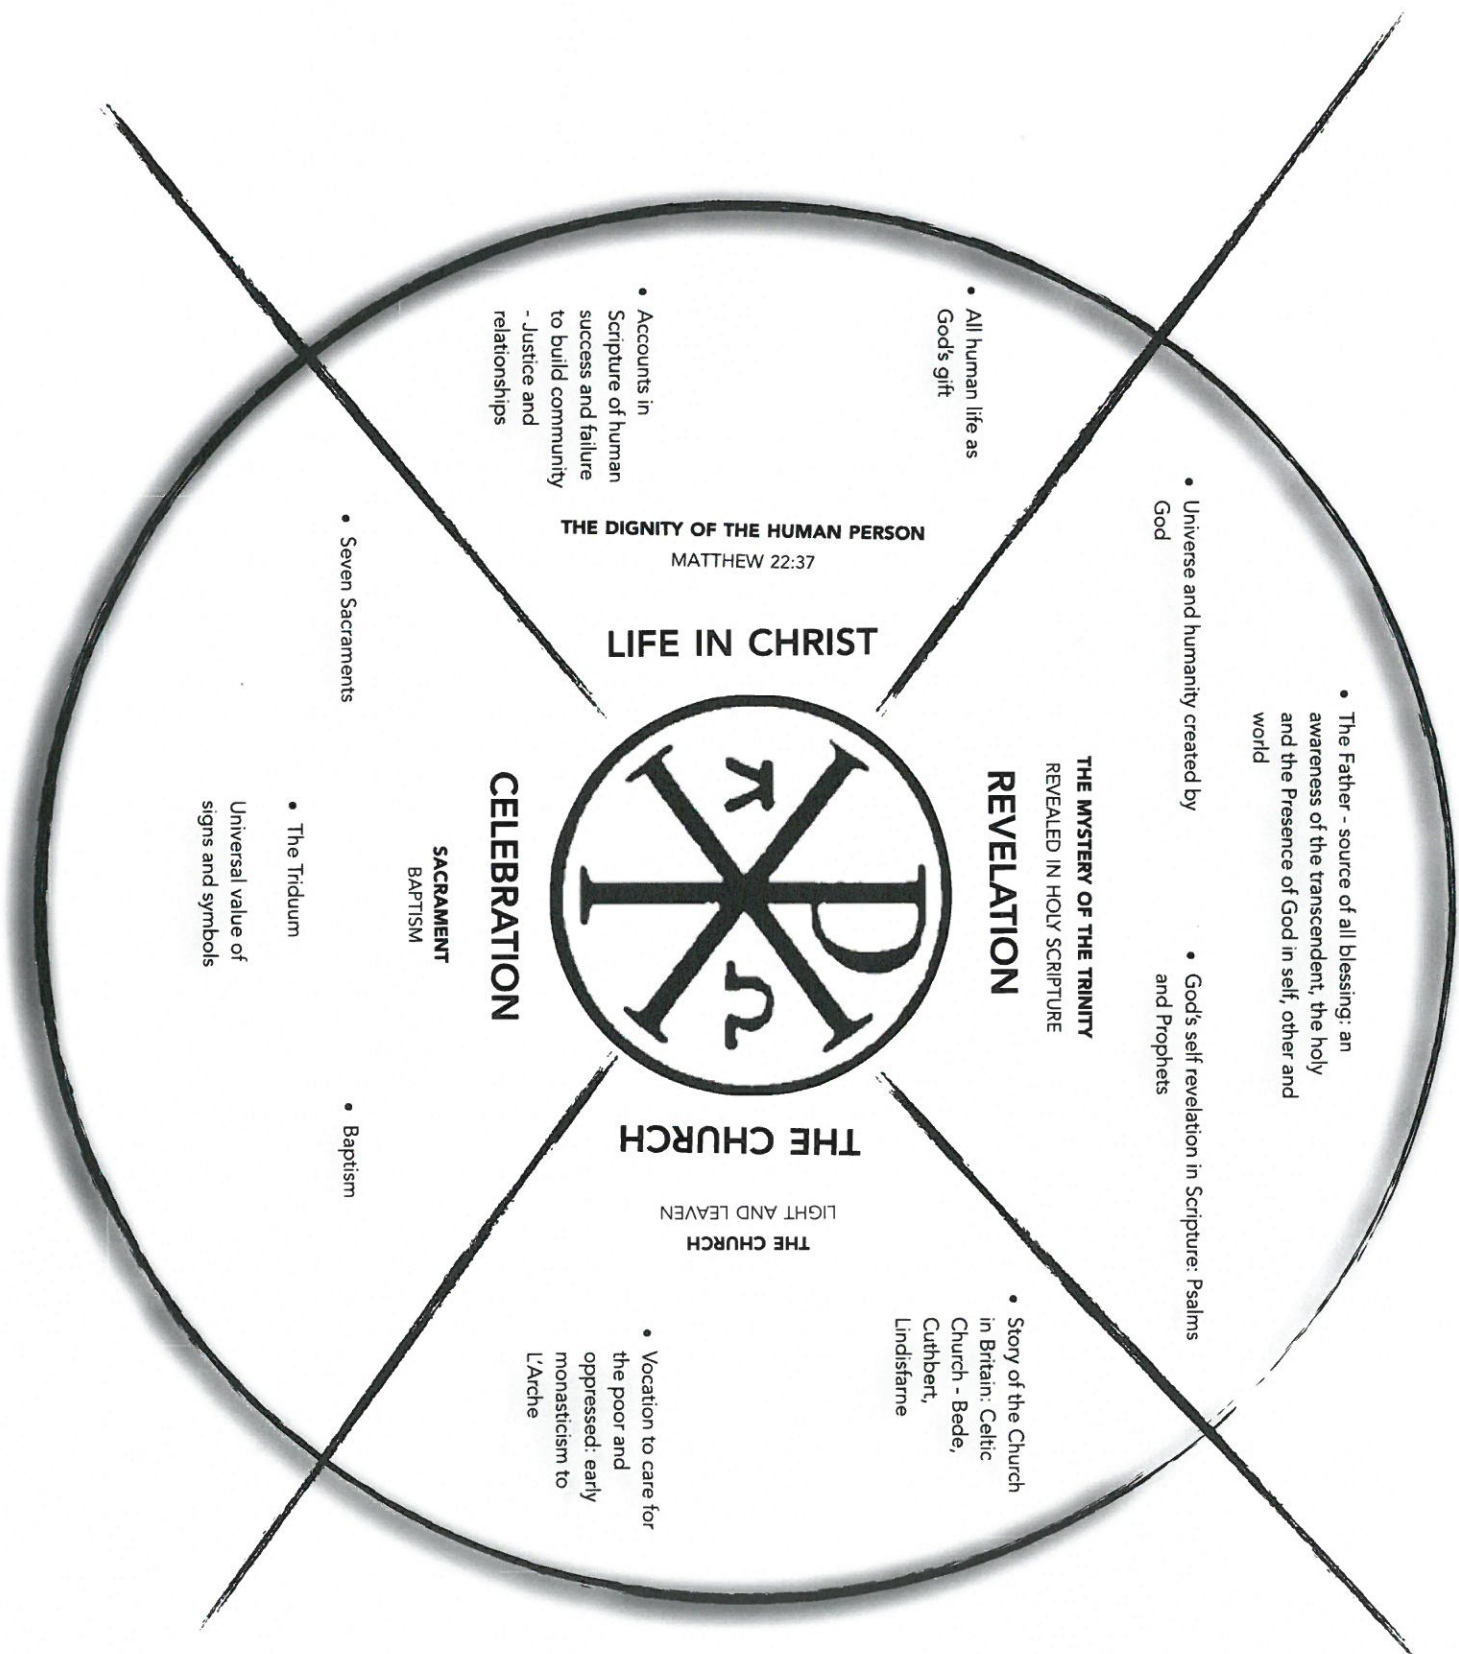 • The Father - source of all blessing: an
awareness of the transcendent, the holy
and the Presence of God in self, other and
world
• Universe and humanity created by
God
• God's self revelation in Scripture: Psalms
and Prophets
THE MYSTERY OF THE TRINITY
REVEALED IN HOLY SCRIPTURE
REVELATION
• All human life as
God's gift
• Accounts in
Scripture of human
success and failure
to build community
- Justice and
relationships
THE DIGNITY OF THE HUMAN PERSON
MATTHEW 22:37
LIFE IN CHRIST
THE CHURCH
LIGHT AND LEAVEN
THE CHURCH
• Story of the Church
in Britain: Celtic
Church - Bede,
Cuthbert,
Lindisfarne
• Vocation to care for
the poor and
oppressed: early
monasticism to
L'Arche
CELEBRATION
SACRAMENT
BAPTISM
• Seven Sacraments
• The Triduum
Universal value of
signs and symbols
• Baptism